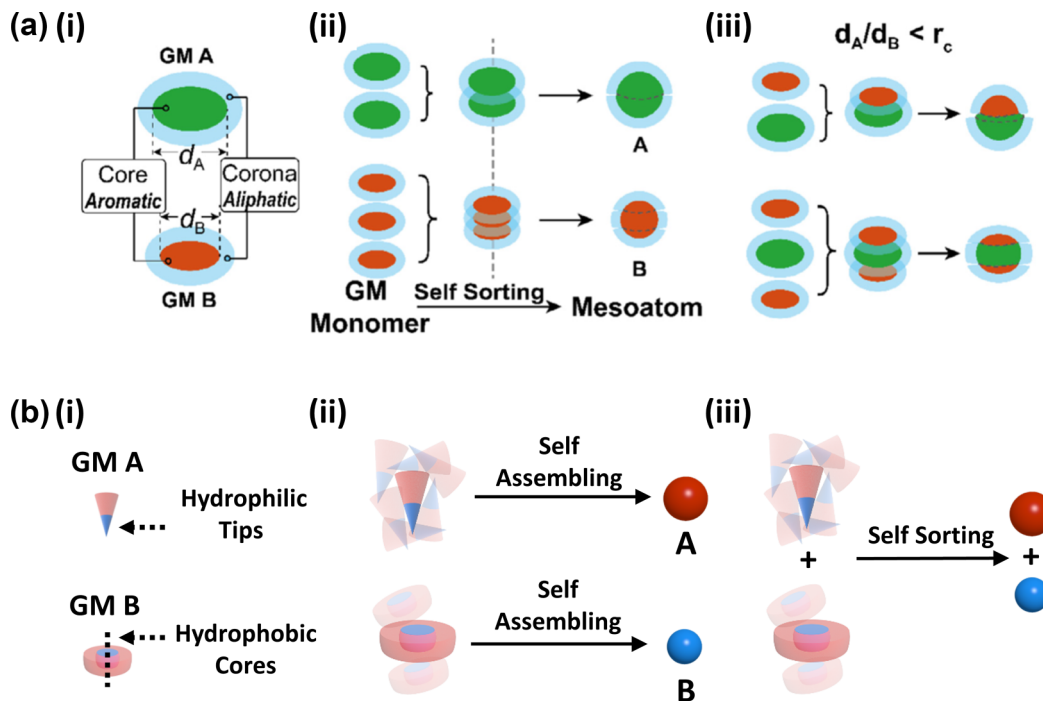 (a) (i)
GM A
d_A
Core
Aromatic
Corona
Aliphatic
d_B
GM B
(ii)
A
B
GM
Monomer
Self Sorting
Mesoatom
(iii)
d_A/d_B < r_c
(b) (i)
GM A
Hydrophilic
Tips
GM B
Hydrophobic
Cores
(ii)
Self
Assembling
A
Self
Assembling
B
(iii)
+
Self Sorting
+